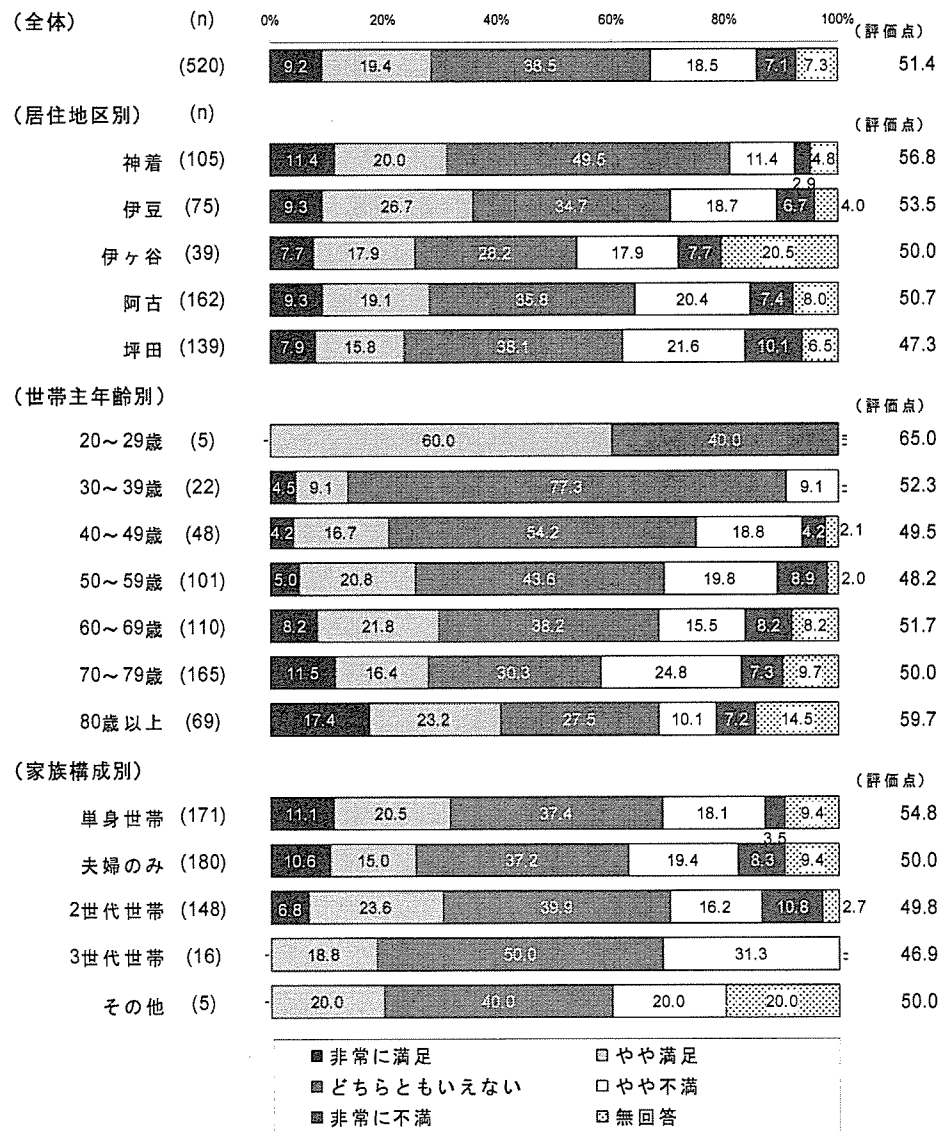 (全体) (n) 0% 20% 40% 60% 80% 100% (評価点)
(520) 9.2 19.4 38.5 18.5 7.1 7.3 51.4
(居住地区別) (n) (評価点)
神着 (105) 11.4 20.0 49.5 11.4 2.9 4.8 56.8
伊豆 (75) 9.3 26.7 34.7 18.7 6.7 4.0 53.5
伊ヶ谷 (39) 7.7 17.9 28.2 17.9 7.7 20.5 50.0
阿古 (162) 9.3 19.1 35.8 20.4 7.4 8.0 50.7
坪田 (139) 7.9 15.8 38.1 21.6 10.1 6.5 47.3
(世帯主年齢別) (評価点)
20～29歳 (5) - 60.0 40.0 - - 65.0
30～39歳 (22) 4.5 9.1 77.3 9.1 - - 52.3
40～49歳 (48) 4.2 16.7 54.2 18.8 4.2 2.1 49.5
50～59歳 (101) 5.0 20.8 43.6 19.8 8.9 2.0 48.2
60～69歳 (110) 8.2 21.8 38.2 15.5 8.2 8.2 51.7
70～79歳 (165) 11.5 16.4 30.3 24.8 7.3 9.7 50.0
80歳以上 (69) 17.4 23.2 27.5 10.1 7.2 14.5 59.7
(家族構成別) (評価点)
単身世帯 (171) 11.1 20.5 37.4 18.1 3.5 9.4 54.8
夫婦のみ (180) 10.6 15.0 37.2 19.4 8.3 9.4 50.0
2世代世帯 (148) 6.8 23.6 39.9 16.2 10.8 2.7 49.8
3世代世帯 (16) - 18.8 50.0 31.3 - - 46.9
その他 (5) - 20.0 40.0 20.0 20.0 50.0
非常に満足 やや満足
どちらともいえない やや不満
非常に不満 無回答